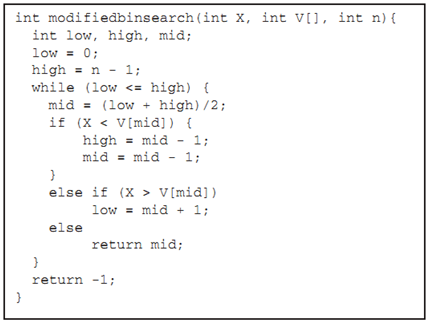 int modifiedbinsearch(int X, int V[], int n){
  int low, high, mid;
  low = 0;
  high = n - 1;
  while (low <= high) {
    mid = (low + high)/2;
    if (X < V[mid]) {
        high = mid - 1;
        mid = mid - 1;
    }
    else if (X > V[mid])
         low = mid + 1;
    else
         return mid;
  }
  return -1;
}